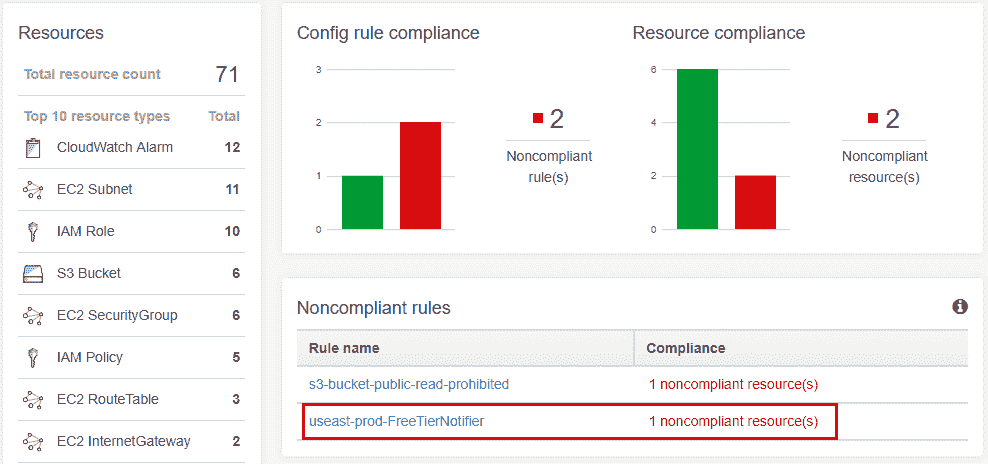 Resources
Total resource count 71
Top 10 resource types Total
CloudWatch Alarm 12
EC2 Subnet 11
IAM Role 10
S3 Bucket 6
EC2 SecurityGroup 6
IAM Policy 5
EC2 RouteTable 3
EC2 InternetGateway 2
Config rule compliance
3
2
1
0
2
Noncompliant
rule(s)
Resource compliance
6
4
2
0
2
Noncompliant
resource(s)
Noncompliant rules
Rule name Compliance
s3-bucket-public-read-prohibited 1 noncompliant resource(s)
useast-prod-FreeTierNotifier 1 noncompliant resource(s)